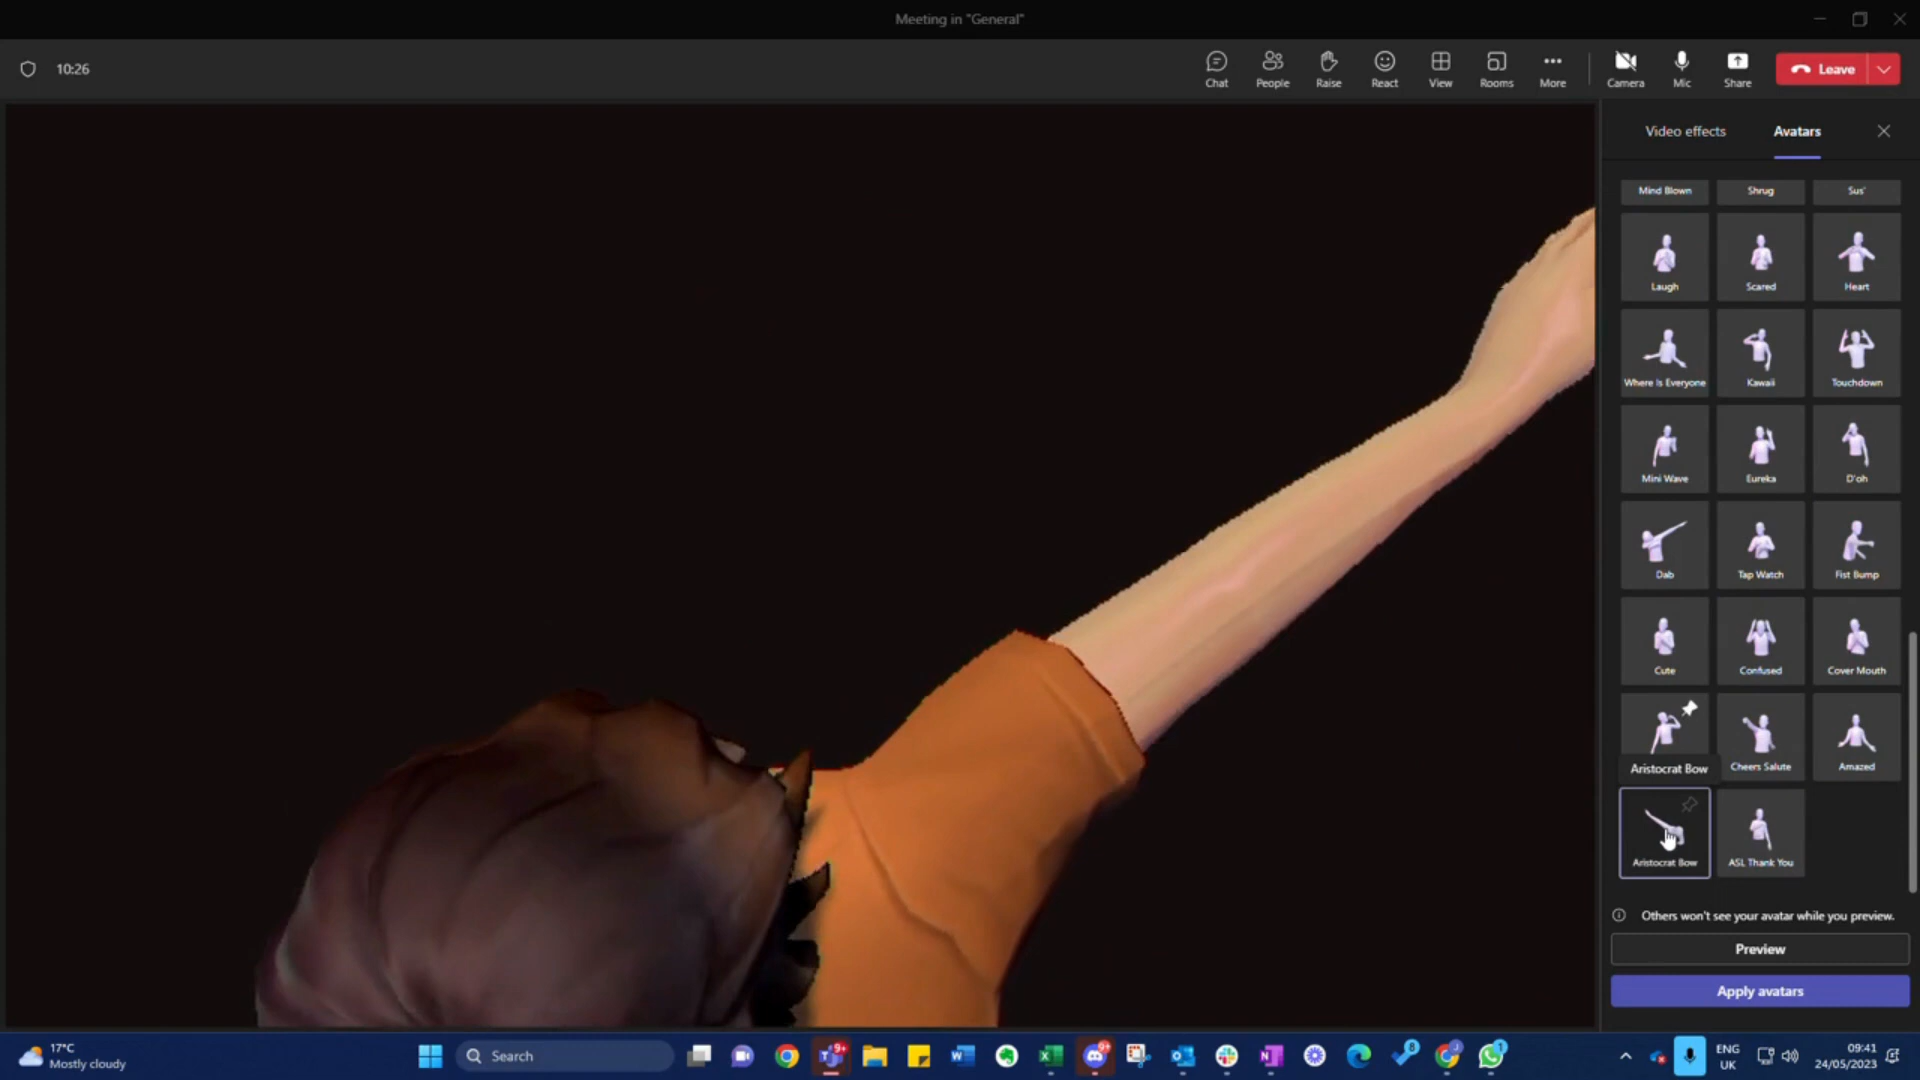 Meeting in "General"
10:26
Chat
People
Raise
React
View
Rooms
More
Camera
Mic
Share
Leave
Video effects
Avatars
Mind Blown
Shrug
Sus'
Laugh
Scared
Heart
Where Is Everyone
Kawaii
Touchdown
Mini Wave
Eureka
D'oh
Dab
Tap Watch
Fist Bump
Cute
Confused
Cover Mouth
Aristocrat Bow
Cheers Salute
Amazed
Aristocrat Bow
ASL Thank You
Others won't see your avatar while you preview.
Preview
Apply avatars
17°C
Mostly cloudy
Search
9+
9+
8
1
ENG
UK
09:41
24/05/2023